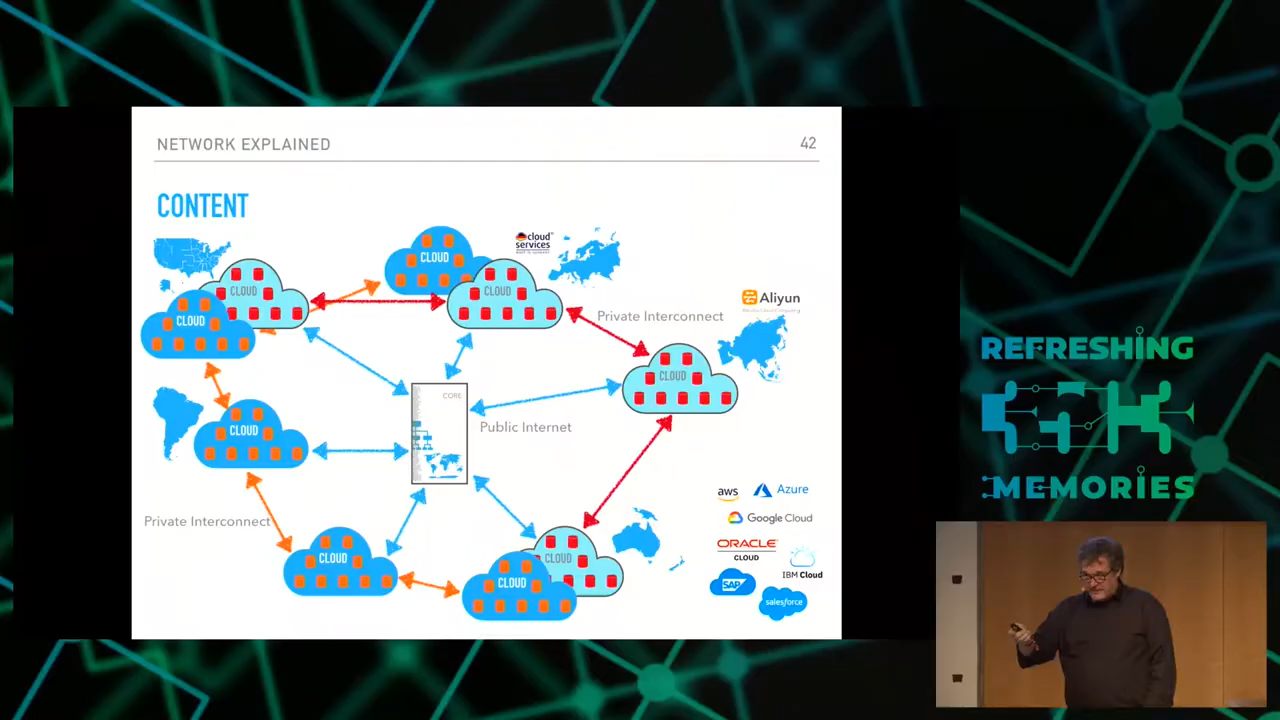 NETWORK EXPLAINED
42
CONTENT
cloud
services
CLOUD
CLOUD
CLOUD
CLOUD
Aliyun
Private Interconnect
CLOUD
CORE
Public Internet
CLOUD
Private Interconnect
CLOUD
CLOUD
CLOUD
aws
Azure
Google Cloud
ORACLE
CLOUD
IBM Cloud
SAP
salesforce
REFRESHING
MEMORIES